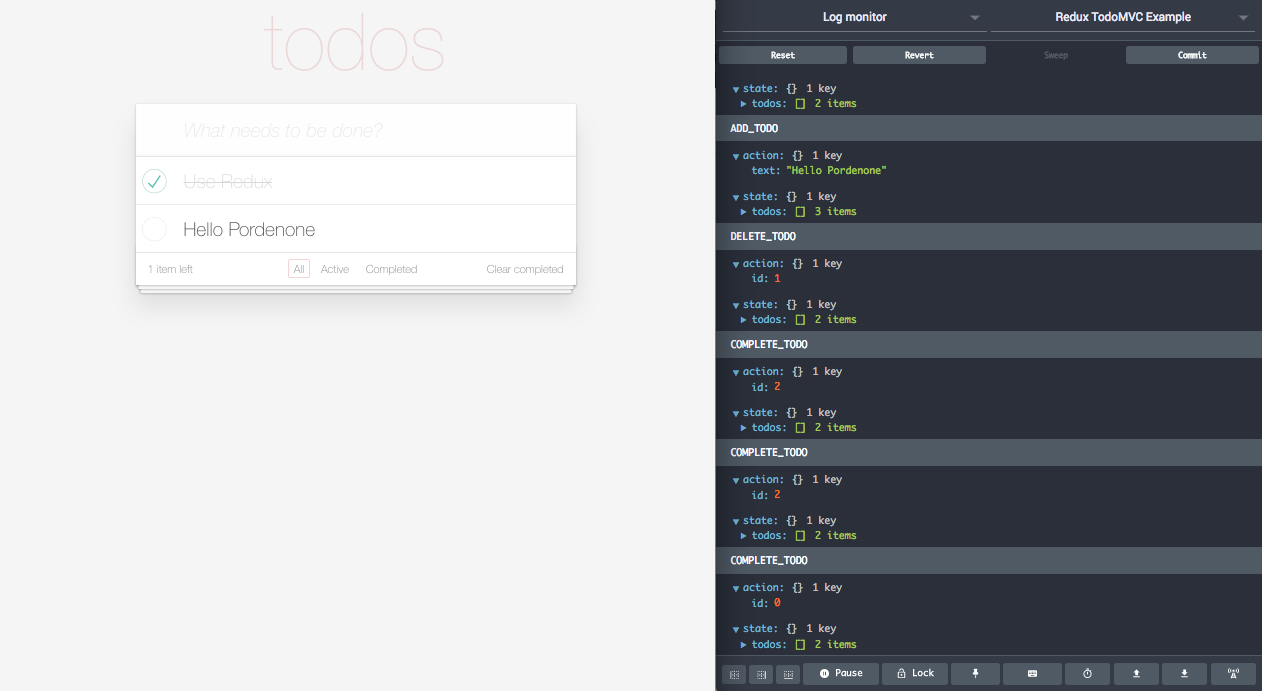 todos
What needs to be done?
Use Redux
Hello Pordenone
1 item left
All
Active
Completed
Clear completed
Log monitor
Redux TodoMVC Example
Reset
Revert
Sweep
Commit
state: {} 1 key
todos: [] 2 items
ADD_TODO
action: {} 1 key
text: "Hello Pordenone"
state: {} 1 key
todos: [] 3 items
DELETE_TODO
action: {} 1 key
id: 1
state: {} 1 key
todos: [] 2 items
COMPLETE_TODO
action: {} 1 key
id: 2
state: {} 1 key
todos: [] 2 items
COMPLETE_TODO
action: {} 1 key
id: 2
state: {} 1 key
todos: [] 2 items
COMPLETE_TODO
action: {} 1 key
id: 0
state: {} 1 key
todos: [] 2 items
Pause
Lock